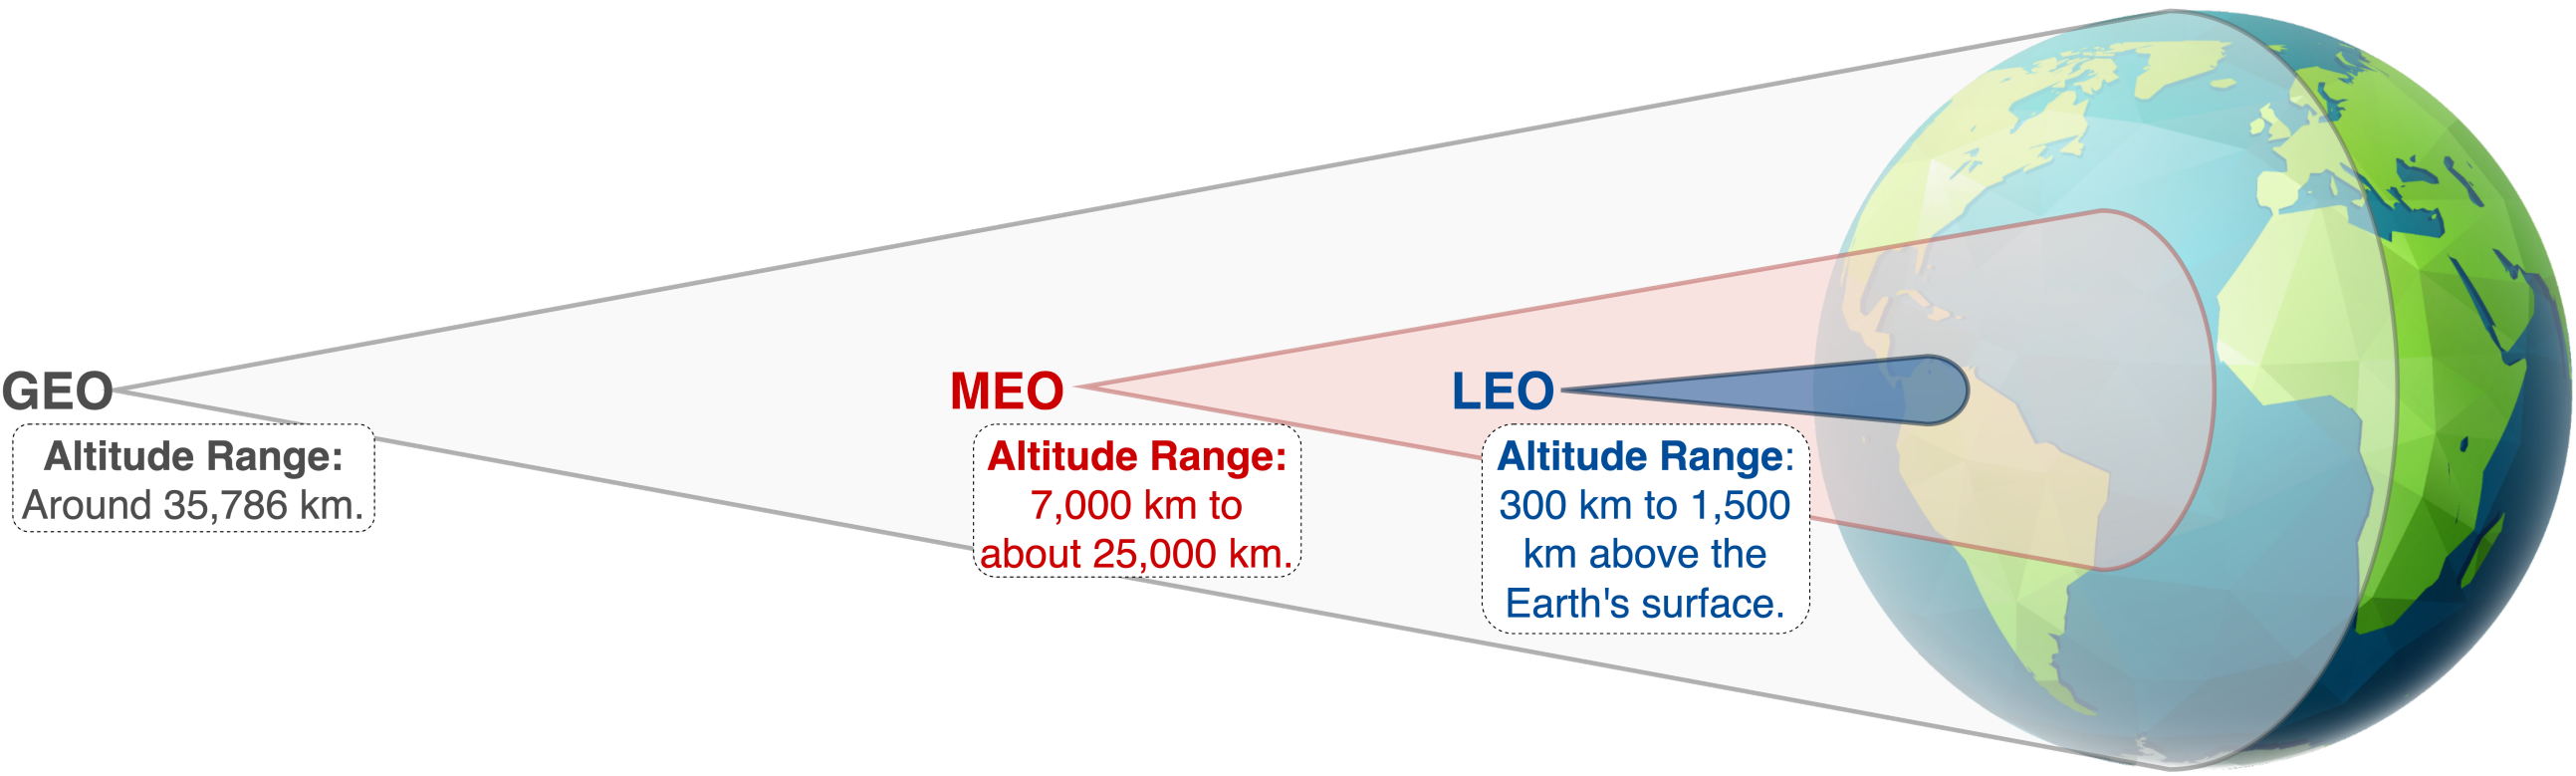 GEO
Altitude Range:
Around 35,786 km.
MEO
Altitude Range:
7,000 km to
about 25,000 km.
LEO
Altitude Range:
300 km to 1,500
km above the
Earth's surface.